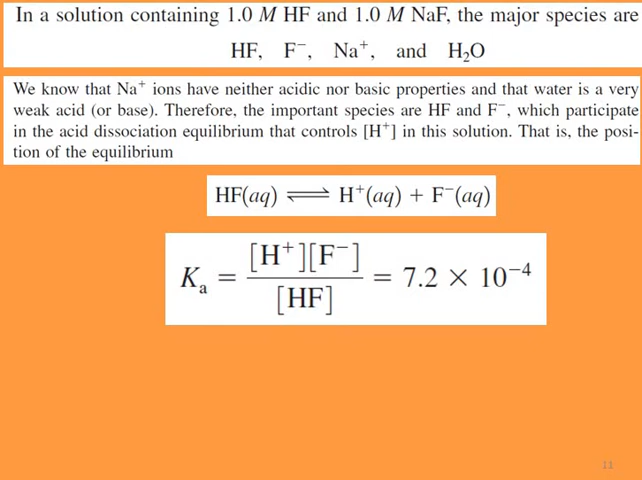 In a solution containing 1.0 M HF and 1.0 M NaF, the major species are
HF, F⁻, Na⁺, and H₂O
We know that Na⁺ ions have neither acidic nor basic properties and that water is a very
weak acid (or base). Therefore, the important species are HF and F⁻, which participate
in the acid dissociation equilibrium that controls [H⁺] in this solution. That is, the posi-
tion of the equilibrium
HF(aq) ⇌ H⁺(aq) + F⁻(aq)
Kₐ = [H⁺][F⁻] / [HF] = 7.2 × 10⁻⁴
11